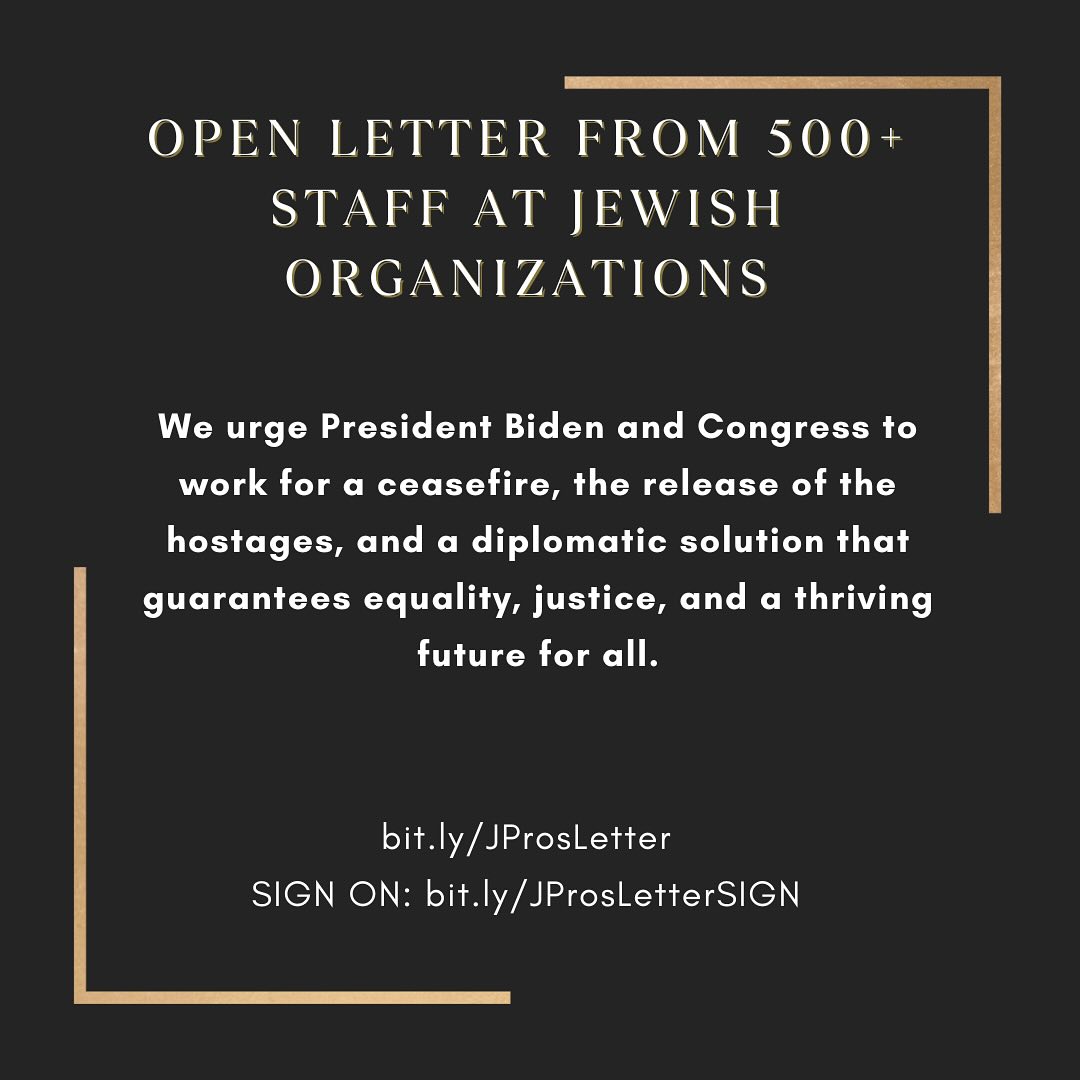 OPEN LETTER FROM 500+
STAFF AT JEWISH
ORGANIZATIONS
We urge President Biden and Congress to
work for a ceasefire, the release of the
hostages, and a diplomatic solution that
guarantees equality, justice, and a thriving
future for all.
bit.ly/JProsLetter
SIGN ON: bit.ly/JProsLetterSIGN